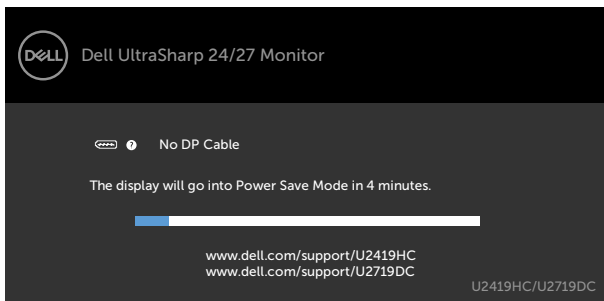 DELL
Dell UltraSharp 24/27 Monitor
? No DP Cable
The display will go into Power Save Mode in 4 minutes.
www.dell.com/support/U2419HC
www.dell.com/support/U2719DC
U2419HC/U2719DC